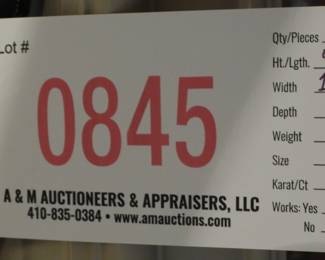 Lot #
0845
A & M AUCTIONEERS & APPRAISERS, LLC
410-835-0384 • www.amauctions.com
Qty/Pieces
Ht./Lgth.
Width
Depth
Weight
Size
Karat/Ct
Works: Yes
No